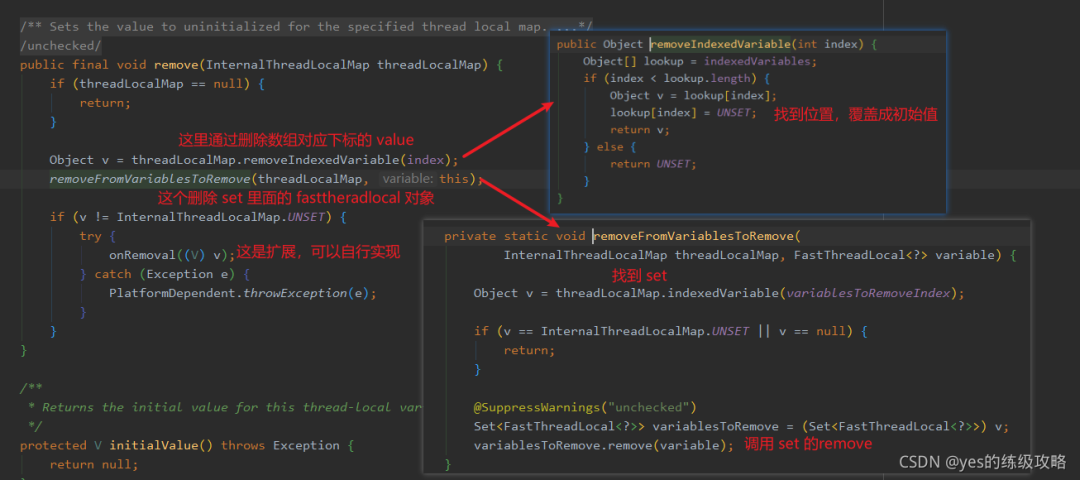 /** Sets the value to uninitialized for the specified thread local map. ...*/
/unchecked/
public final void remove(InternalThreadLocalMap threadLocalMap) {
if (threadLocalMap == null) {
return;
}
这里通过删除数组对应下标的 value
Object v = threadLocalMap.removeIndexedVariable(index);
removeFromVariablesToRemove(threadLocalMap, variable: this);
这个删除 set 里面的 fasttheradlocal 对象
if (v != InternalThreadLocalMap.UNSET) {
try {
onRemoval((V) v); 这是扩展，可以自行实现
} catch (Exception e) {
PlatformDependent.throwException(e);
}
}
}
/**
* Returns the initial value for this thread-local var
*/
protected V initialValue() throws Exception {
return null;
public Object removeIndexedVariable(int index) {
Object[] lookup = indexedVariables;
if (index < lookup.length) {
Object v = lookup[index];
lookup[index] = UNSET; 找到位置，覆盖成初始值
return v;
} else {
return UNSET;
}
}
private static void removeFromVariablesToRemove(
InternalThreadLocalMap threadLocalMap, FastThreadLocal<?> variable) {
找到 set
Object v = threadLocalMap.indexedVariable(variablesToRemoveIndex);
if (v == InternalThreadLocalMap.UNSET || v == null) {
return;
}
@SuppressWarnings("unchecked")
Set<FastThreadLocal<?>> variablesToRemove = (Set<FastThreadLocal<?>>) v;
variablesToRemove.remove(variable); 调用 set 的remove
}
CSDN @yes的练级攻略